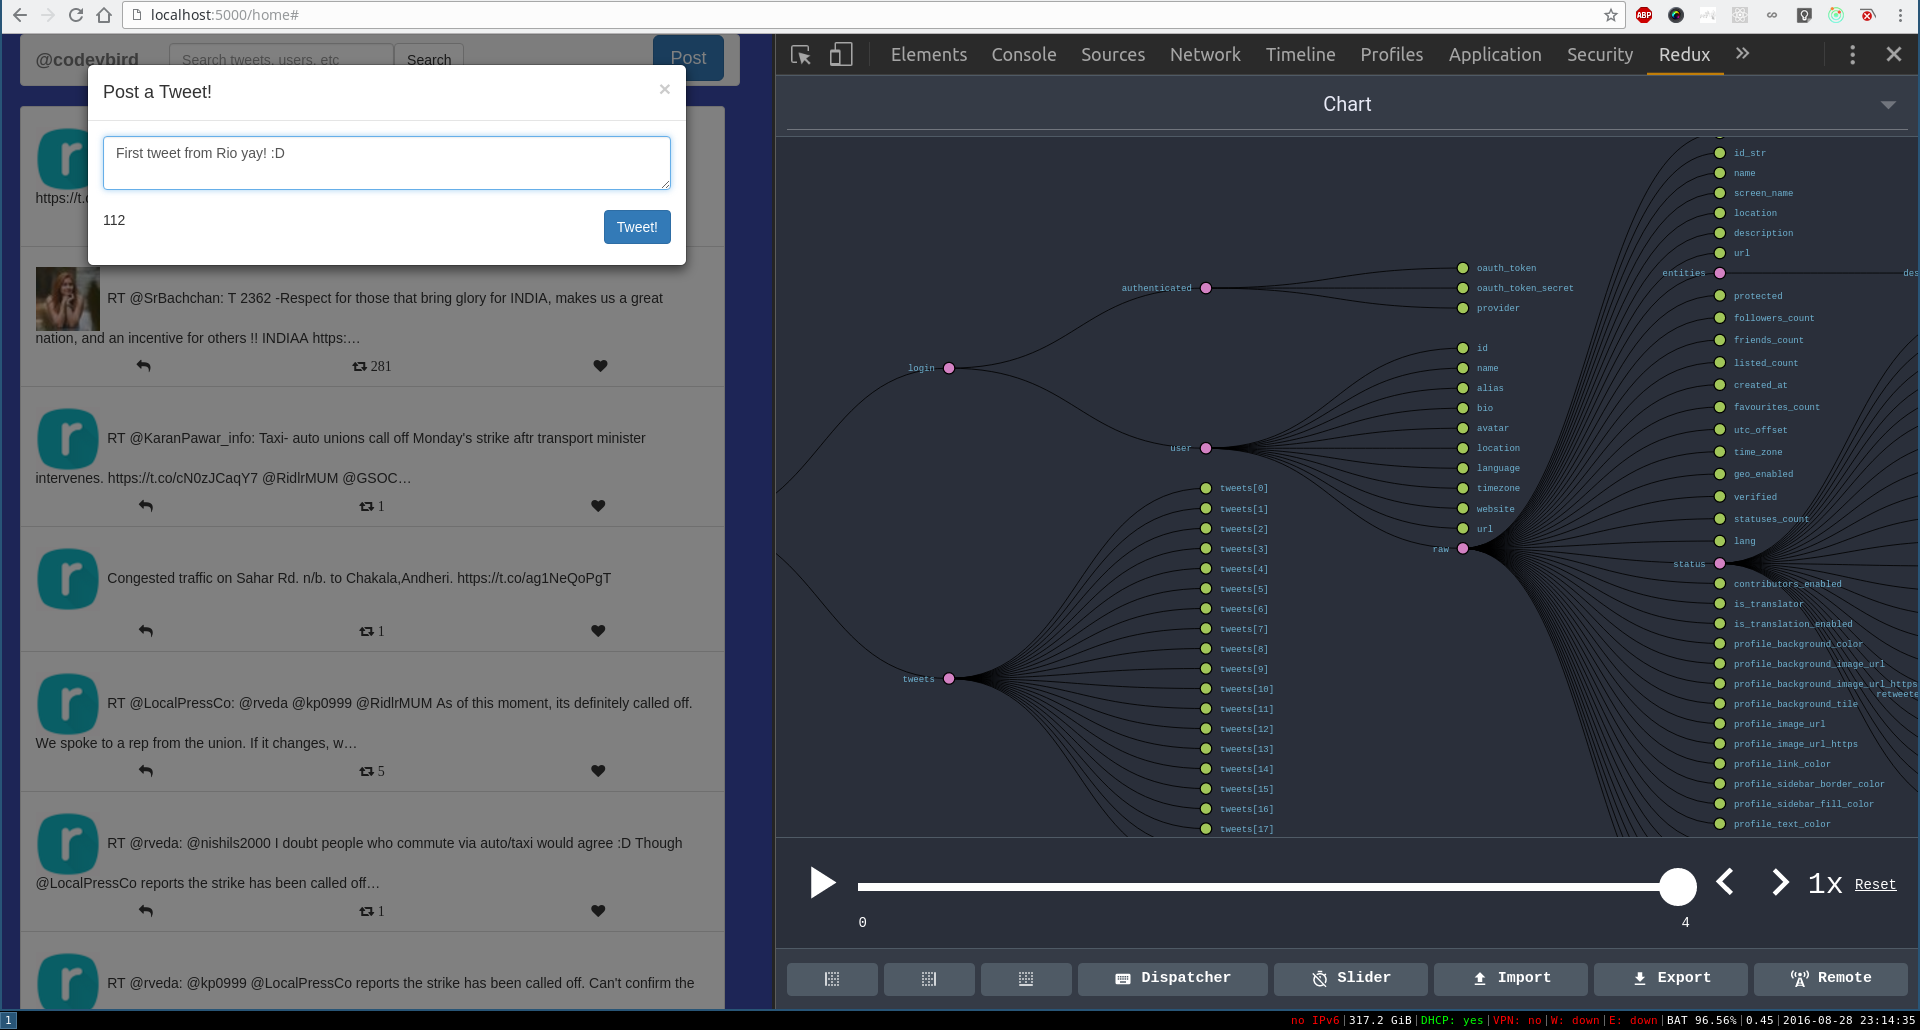 localhost:5000/home#
ABP
@codeybird
Search tweets, users, etc
Search
Post
Post a Tweet!
×
First tweet from Rio yay! :D
112
Tweet!
https://t.c
RT @SrBachchan: T 2362 -Respect for those that bring glory for INDIA, makes us a great
nation, and an incentive for others !! INDIAA https:…
281
RT @KaranPawar_info: Taxi- auto unions call off Monday's strike aftr transport minister
intervenes. https://t.co/cN0zJCaqY7 @RidlrMUM @GSOC…
1
Congested traffic on Sahar Rd. n/b. to Chakala,Andheri. https://t.co/ag1NeQoPgT
1
RT @LocalPressCo: @rveda @kp0999 @RidlrMUM As of this moment, its definitely called off.
We spoke to a rep from the union. If it changes, w…
5
RT @rveda: @nishils2000 I doubt people who commute via auto/taxi would agree :D Though
@LocalPressCo reports the strike has been called off…
1
RT @rveda: @kp0999 @LocalPressCo reports the strike has been called off. Can't confirm the
Elements Console Sources Network Timeline Profiles Application Security Redux
Chart
login
authenticated
oauth_token
oauth_token_secret
provider
user
id
name
alias
bio
avatar
location
language
timezone
website
url
raw
tweets
tweets[0]
tweets[1]
tweets[2]
tweets[3]
tweets[4]
tweets[5]
tweets[6]
tweets[7]
tweets[8]
tweets[9]
tweets[10]
tweets[11]
tweets[12]
tweets[13]
tweets[14]
tweets[15]
tweets[16]
tweets[17]
id_str
name
screen_name
location
description
url
entities
des
protected
followers_count
friends_count
listed_count
created_at
favourites_count
utc_offset
time_zone
geo_enabled
verified
statuses_count
lang
status
contributors_enabled
is_translator
is_translation_enabled
profile_background_color
profile_background_image_url
profile_background_image_url_https
retweete
profile_background_tile
profile_image_url
profile_image_url_https
profile_link_color
profile_sidebar_border_color
profile_sidebar_fill_color
profile_text_color
0
4
1x
Reset
Dispatcher
Slider
Import
Export
Remote
1
no IPv6|317.2 GiB|DHCP: yes|VPN: no|W: down|E: down|BAT 96.56%|0.45|2016-08-28 23:14:35